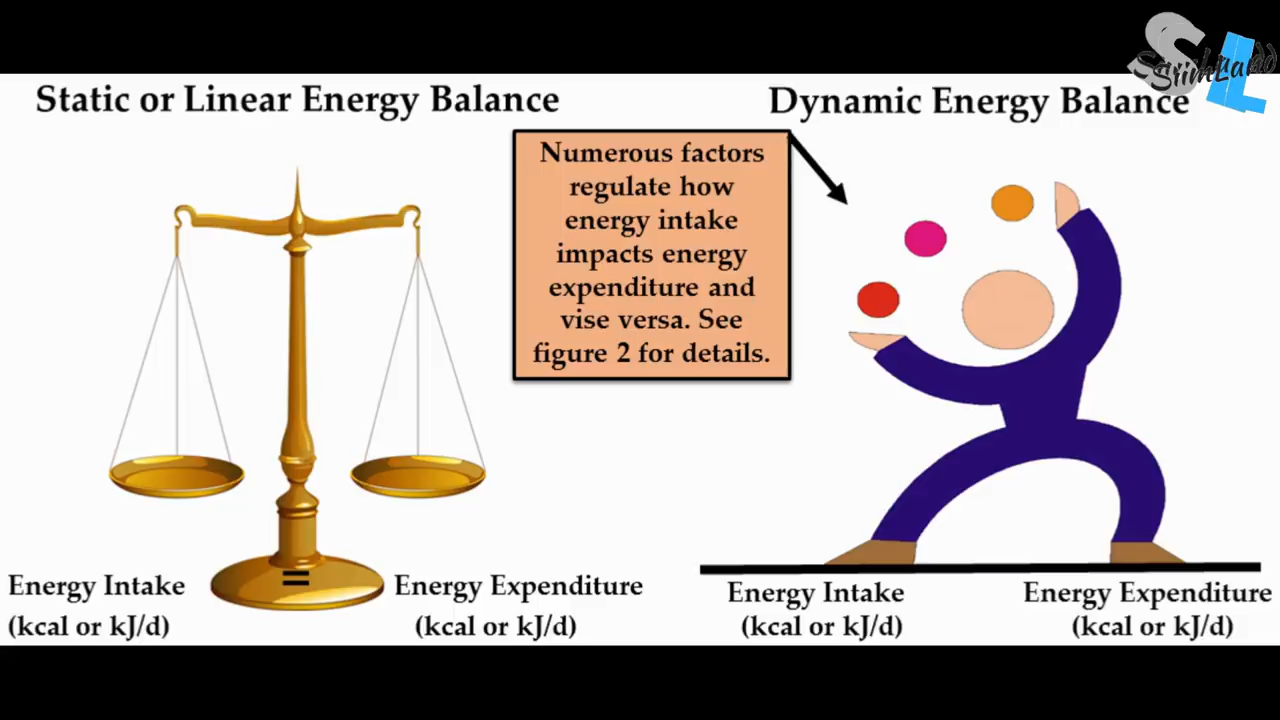 Static or Linear Energy Balance
Dynamic Energy Balance
Numerous factors
regulate how
energy intake
impacts energy
expenditure and
vise versa. See
figure 2 for details.
=
Energy Intake
(kcal or kJ/d)
Energy Expenditure
(kcal or kJ/d)
Energy Intake
(kcal or kJ/d)
Energy Expenditure
(kcal or kJ/d)